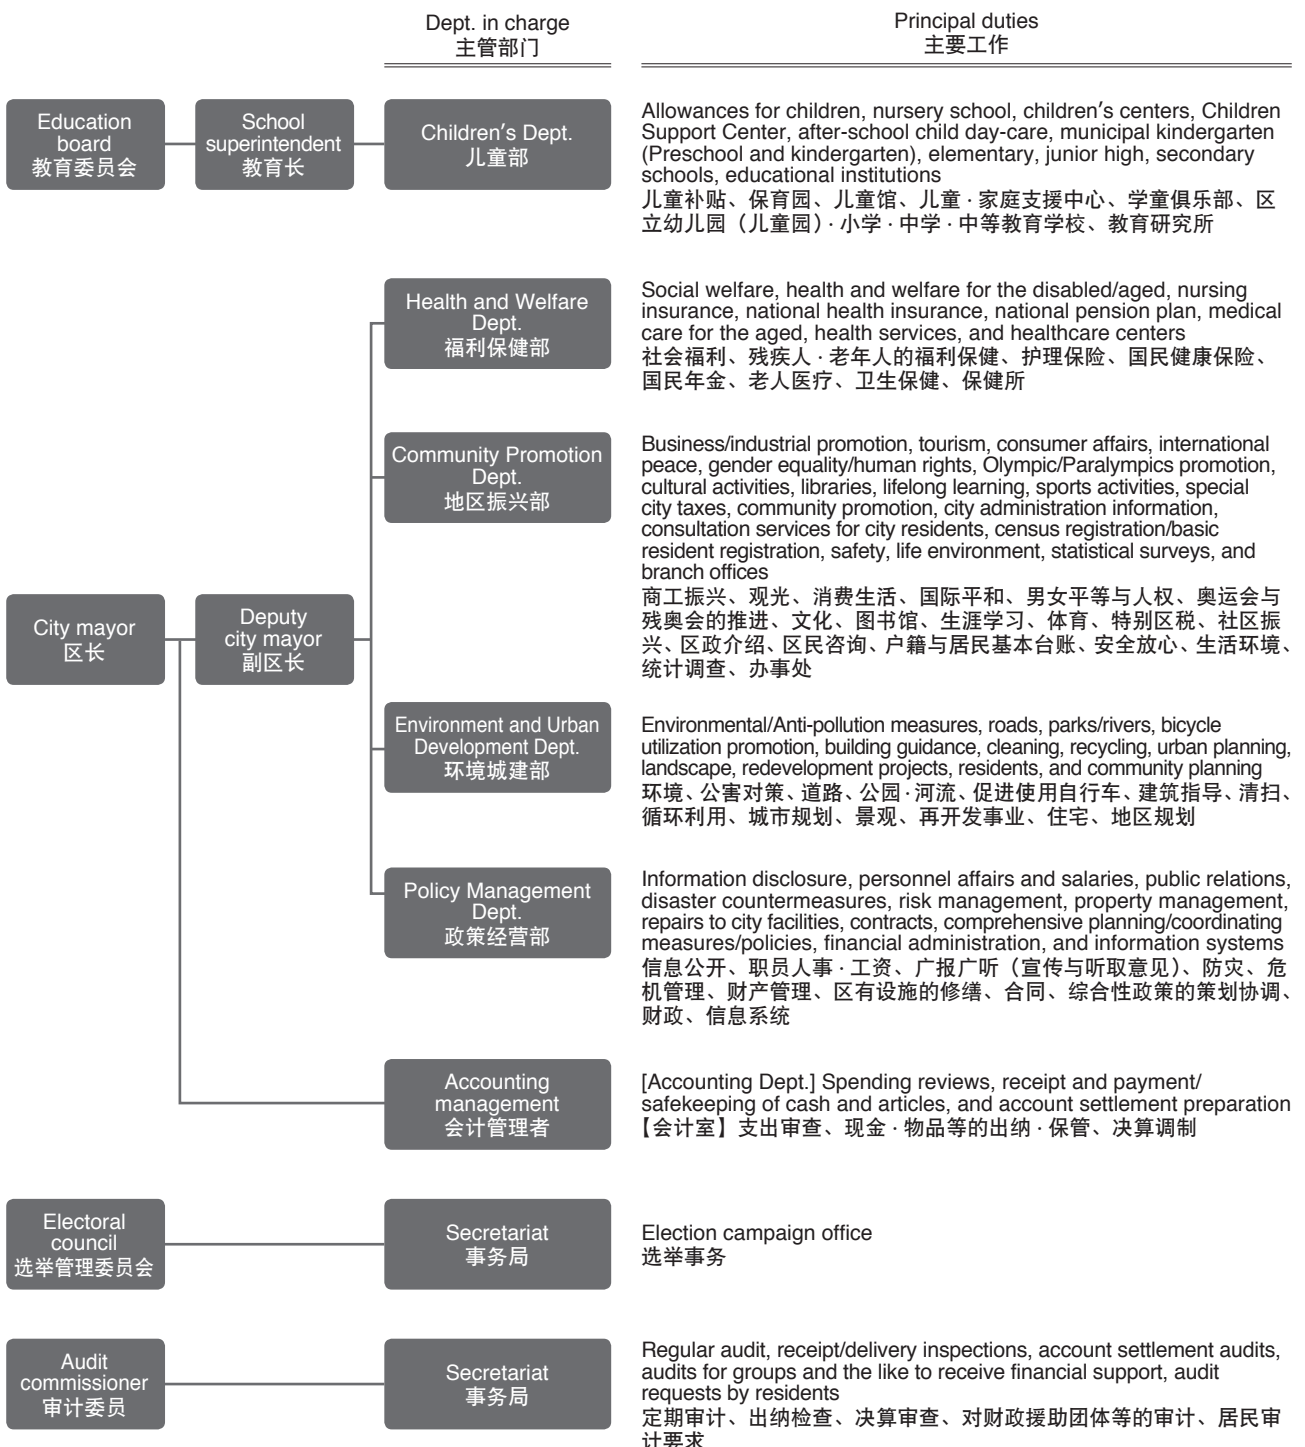 Dept. in charge
主管部门
Principal duties
主要工作
Education
board
教育委员会
School
superintendent
教育长
Children's Dept.
儿童部
Allowances for children, nursery school, children's centers, Children
Support Center, after-school child day-care, municipal kindergarten
(Preschool and kindergarten), elementary, junior high, secondary
schools, educational institutions
儿童补贴、保育园、儿童馆、儿童·家庭支援中心、学童俱乐部、区
立幼儿园（儿童园）·小学·中学·中等教育学校、教育研究所
Health and Welfare
Dept.
福利保健部
Social welfare, health and welfare for the disabled/aged, nursing
insurance, national health insurance, national pension plan, medical
care for the aged, health services, and healthcare centers
社会福利、残疾人·老年人的福利保健、护理保险、国民健康保险、
国民年金、老人医疗、卫生保健、保健所
Community Promotion
Dept.
地区振兴部
Business/industrial promotion, tourism, consumer affairs, international
peace, gender equality/human rights, Olympic/Paralympics promotion,
cultural activities, libraries, lifelong learning, sports activities, special
city taxes, community promotion, city administration information,
consultation services for city residents, census registration/basic
resident registration, safety, life environment, statistical surveys, and
branch offices
商工振兴、观光、消费生活、国际平和、男女平等与人权、奥运会与
残奥会的推进、文化、图书馆、生涯学习、体育、特别区税、社区振
兴、区政介绍、区民咨询、户籍与居民基本台账、安全放心、生活环境、
统计调查、办事处
City mayor
区长
Deputy
city mayor
副区长
Environment and Urban
Development Dept.
环境城建部
Environmental/Anti-pollution measures, roads, parks/rivers, bicycle
utilization promotion, building guidance, cleaning, recycling, urban planning,
landscape, redevelopment projects, residents, and community planning
环境、公害对策、道路、公园·河流、促进使用自行车、建筑指导、清扫、
循环利用、城市规划、景观、再开发事业、住宅、地区规划
Policy Management
Dept.
政策经营部
Information disclosure, personnel affairs and salaries, public relations,
disaster countermeasures, risk management, property management,
repairs to city facilities, contracts, comprehensive planning/coordinating
measures/policies, financial administration, and information systems
信息公开、职员人事·工资、广报广听（宣传与听取意见）、防灾、危
机管理、财产管理、区有设施的修缮、合同、综合性政策的策划协调、
财政、信息系统
Accounting
management
会计管理者
[Accounting Dept.] Spending reviews, receipt and payment/
safekeeping of cash and articles, and account settlement preparation
【会计室】支出审查、现金·物品等的出纳·保管、决算调制
Electoral
council
选举管理委员会
Secretariat
事务局
Election campaign office
选举事务
Audit
commissioner
审计委员
Secretariat
事务局
Regular audit, receipt/delivery inspections, account settlement audits,
audits for groups and the like to receive financial support, audit
requests by residents
定期审计、出纳检查、决算审查、对财政援助团体等的审计、居民审
计要求